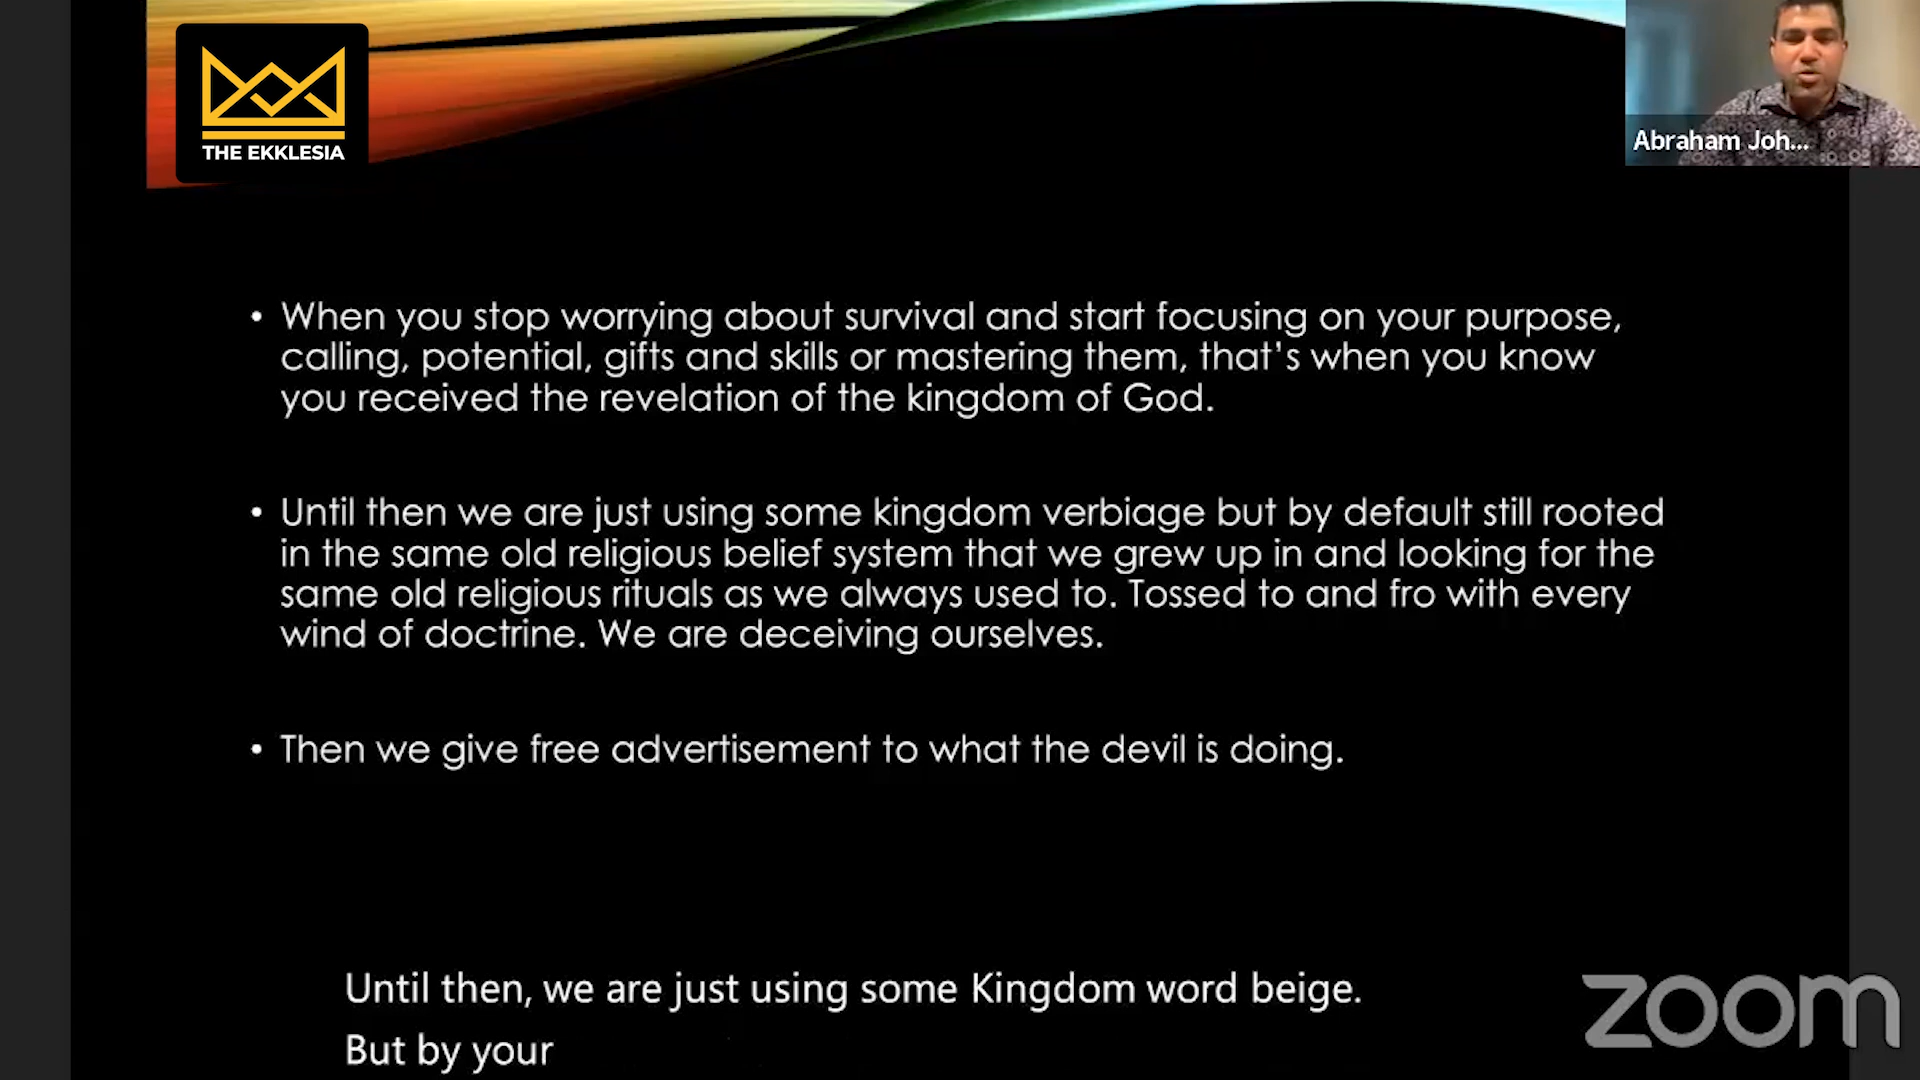 THE EKKLESIA
Abraham Joh...
• When you stop worrying about survival and start focusing on your purpose,
calling, potential, gifts and skills or mastering them, that's when you know
you received the revelation of the kingdom of God.
• Until then we are just using some kingdom verbiage but by default still rooted
in the same old religious belief system that we grew up in and looking for the
same old religious rituals as we always used to. Tossed to and fro with every
wind of doctrine. We are deceiving ourselves.
• Then we give free advertisement to what the devil is doing.
Until then, we are just using some Kingdom word beige.
But by your
zoom